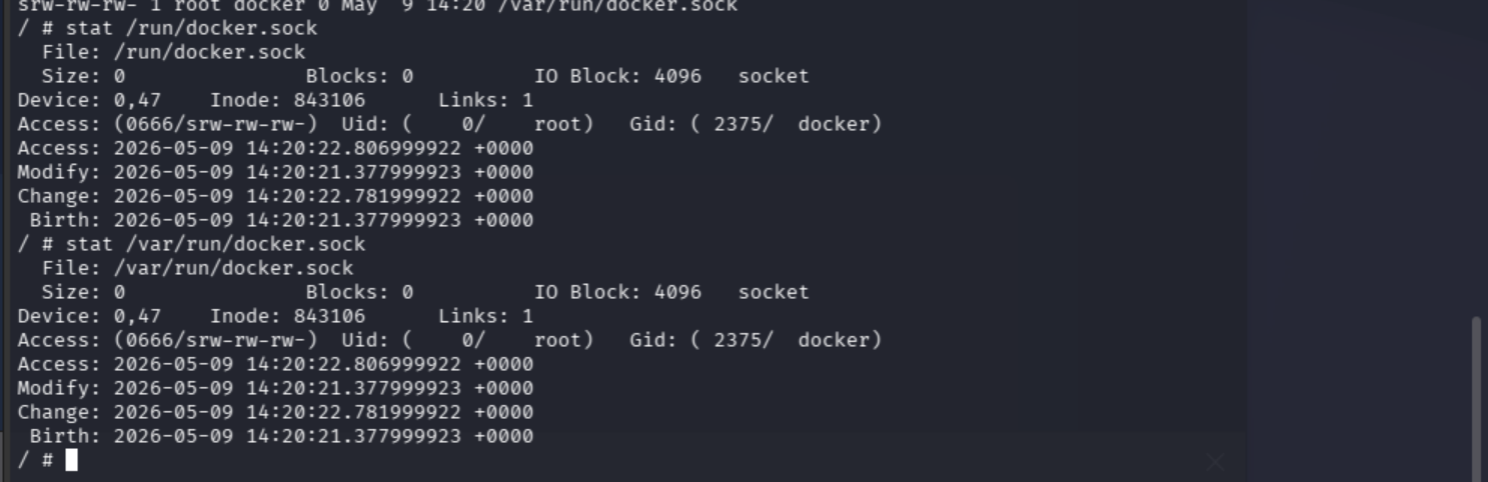 srw-rw-rw- 1 root docker 0 May  9 14:20 /var/run/docker.sock
/ # stat /run/docker.sock
  File: /run/docker.sock
  Size: 0               Blocks: 0          IO Block: 4096   socket
Device: 0,47    Inode: 843106      Links: 1
Access: (0666/srw-rw-rw-)  Uid: (    0/    root)   Gid: ( 2375/  docker)
Access: 2026-05-09 14:20:22.806999922 +0000
Modify: 2026-05-09 14:20:21.377999923 +0000
Change: 2026-05-09 14:20:22.781999922 +0000
 Birth: 2026-05-09 14:20:21.377999923 +0000
/ # stat /var/run/docker.sock
  File: /var/run/docker.sock
  Size: 0               Blocks: 0          IO Block: 4096   socket
Device: 0,47    Inode: 843106      Links: 1
Access: (0666/srw-rw-rw-)  Uid: (    0/    root)   Gid: ( 2375/  docker)
Access: 2026-05-09 14:20:22.806999922 +0000
Modify: 2026-05-09 14:20:21.377999923 +0000
Change: 2026-05-09 14:20:22.781999922 +0000
 Birth: 2026-05-09 14:20:21.377999923 +0000
/ #